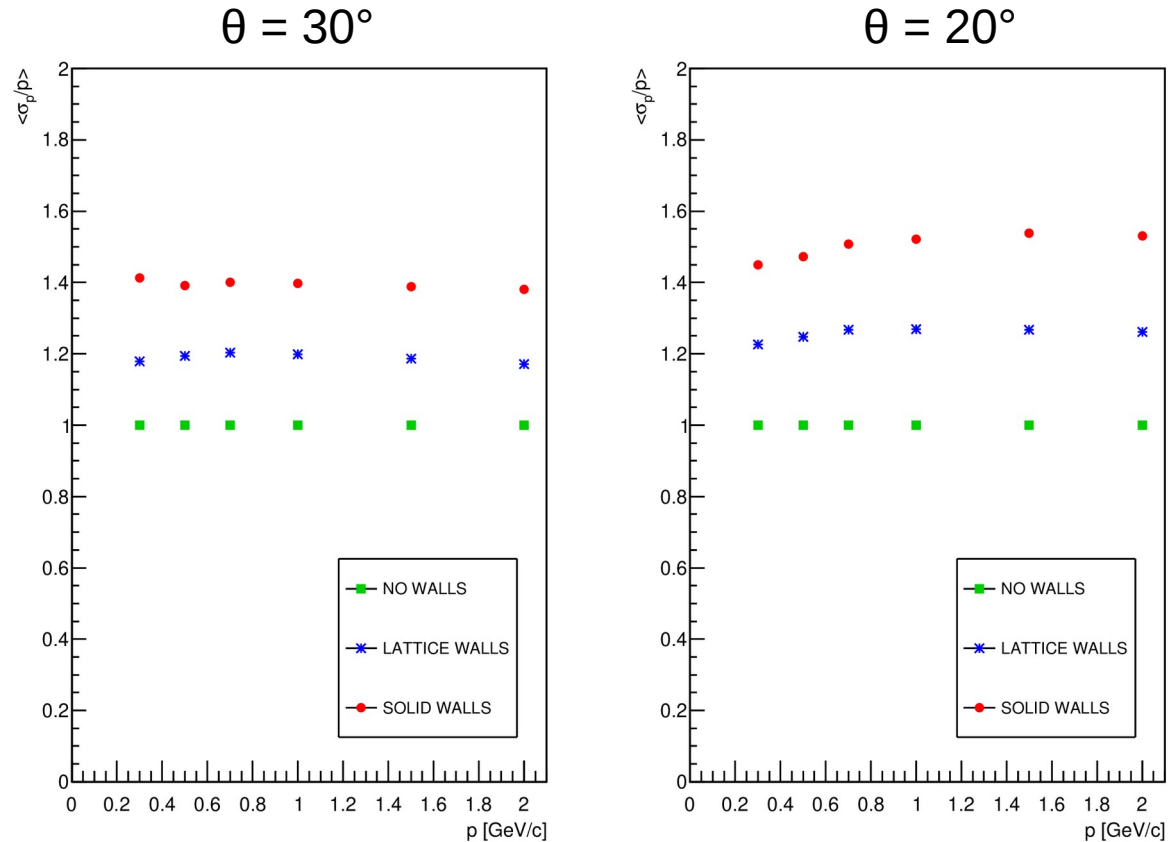 θ = 30°
<σp/p>
2
1.8
1.6
1.4
1.2
1
0.8
0.6
0.4
0.2
0
NO WALLS
LATTICE WALLS
SOLID WALLS
0 0.2 0.4 0.6 0.8 1 1.2 1.4 1.6 1.8 2
p [GeV/c]
θ = 20°
<σp/p>
2
1.8
1.6
1.4
1.2
1
0.8
0.6
0.4
0.2
0
NO WALLS
LATTICE WALLS
SOLID WALLS
0 0.2 0.4 0.6 0.8 1 1.2 1.4 1.6 1.8 2
p [GeV/c]